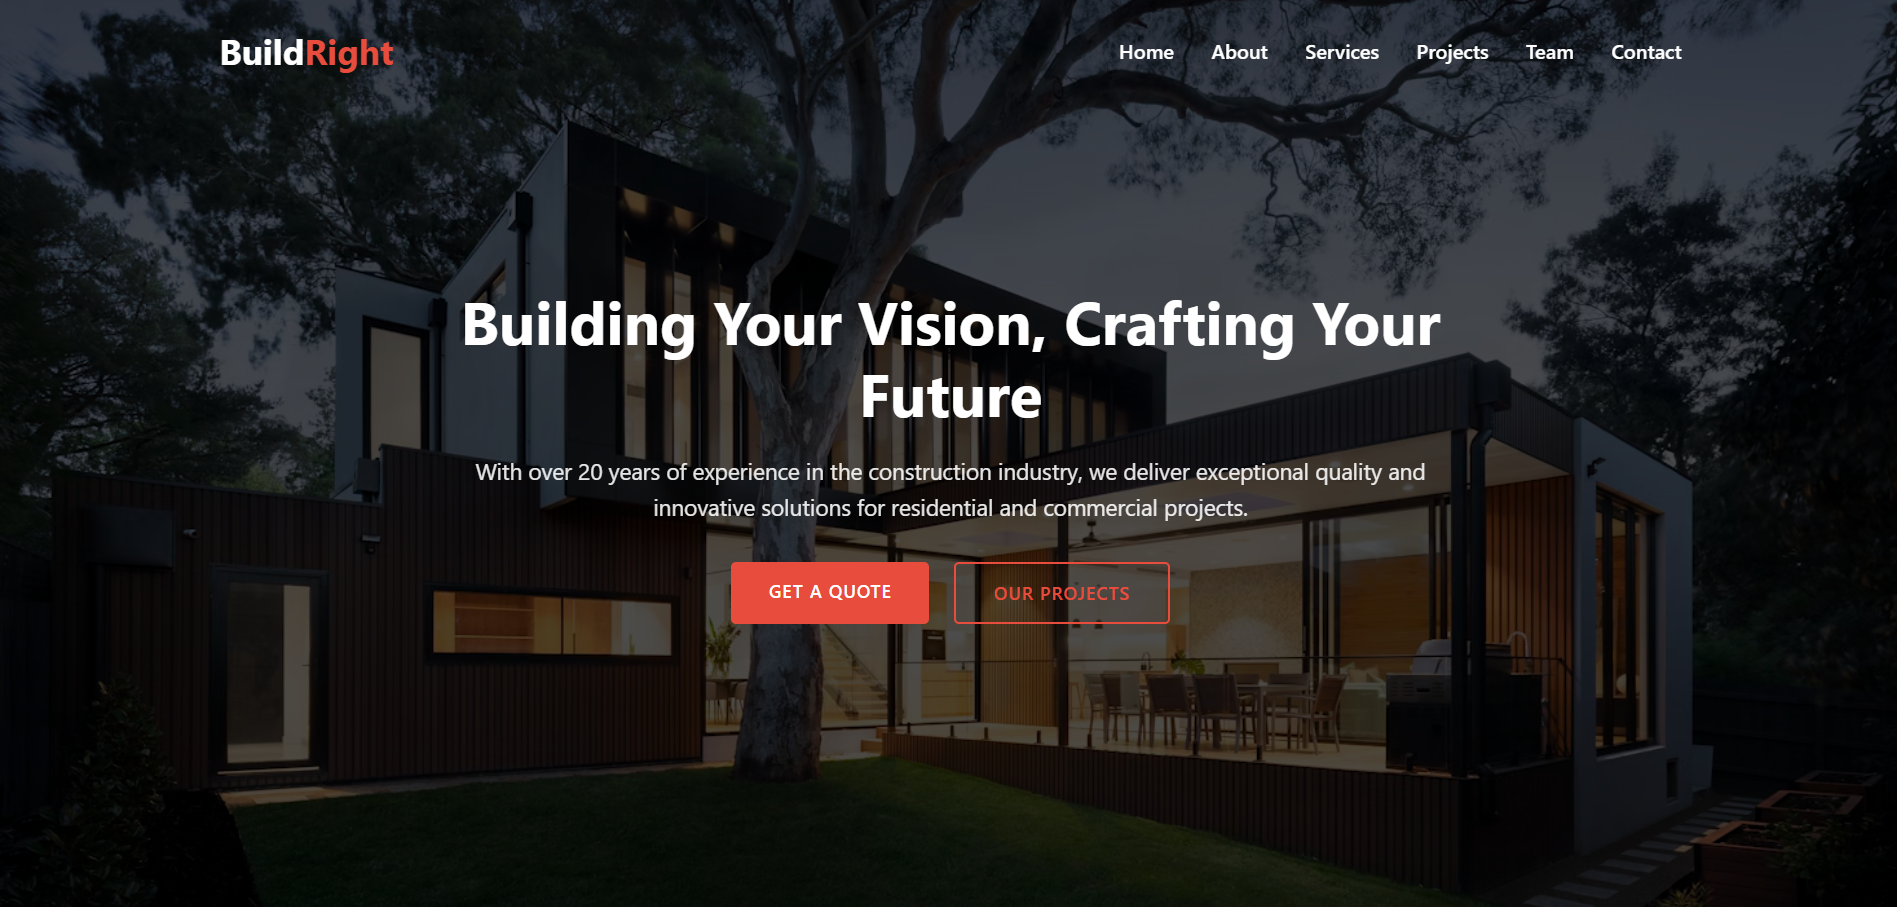 BuildRight
Home About Services Projects Team Contact
Building Your Vision, Crafting Your
Future
With over 20 years of experience in the construction industry, we deliver exceptional quality and
innovative solutions for residential and commercial projects.
GET A QUOTE
OUR PROJECTS